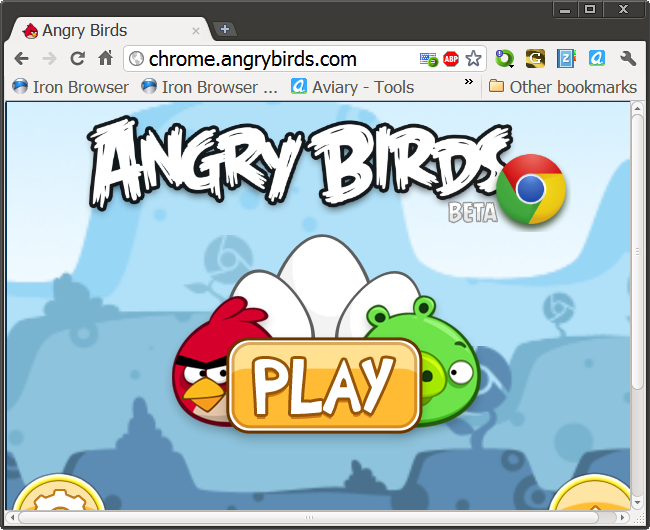 Angry Birds
chrome.angrybirds.com
ABP
Iron Browser
Iron Browser ...
Aviary - Tools
Other bookmarks
ANGRY BIRDS
BETA
PLAY